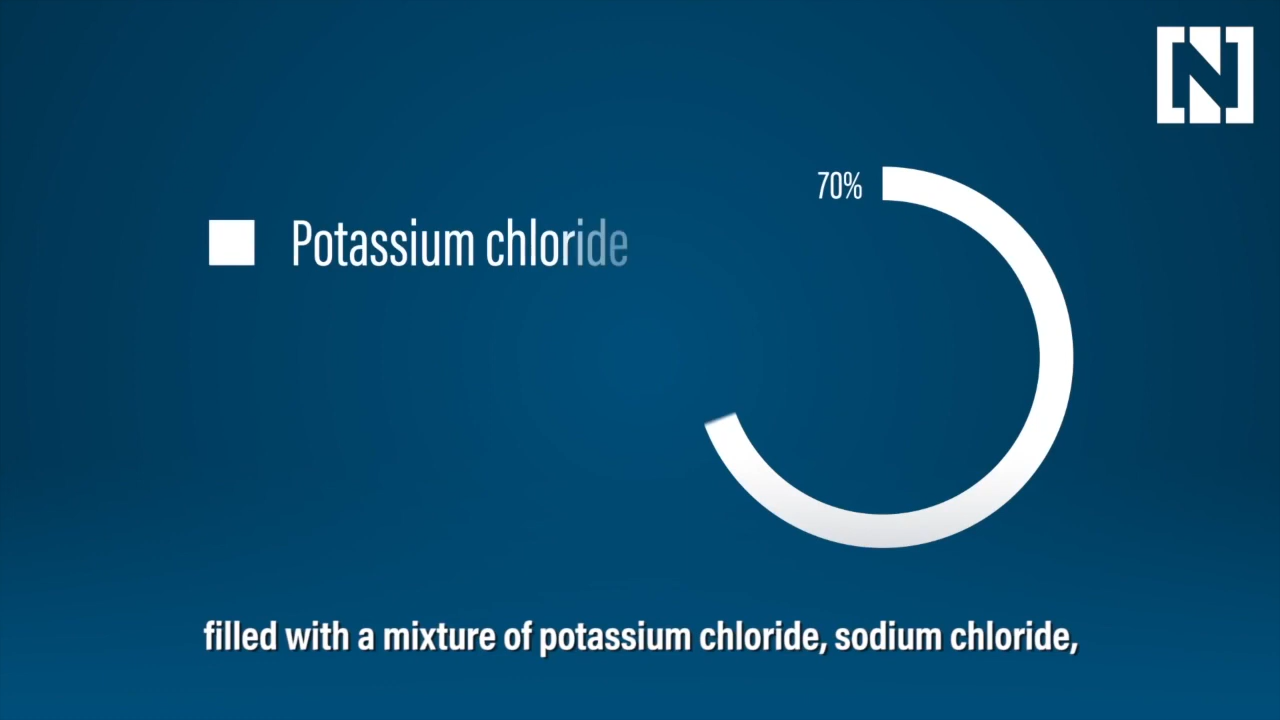 [N]
70%
Potassium chloride
filled with a mixture of potassium chloride, sodium chloride,